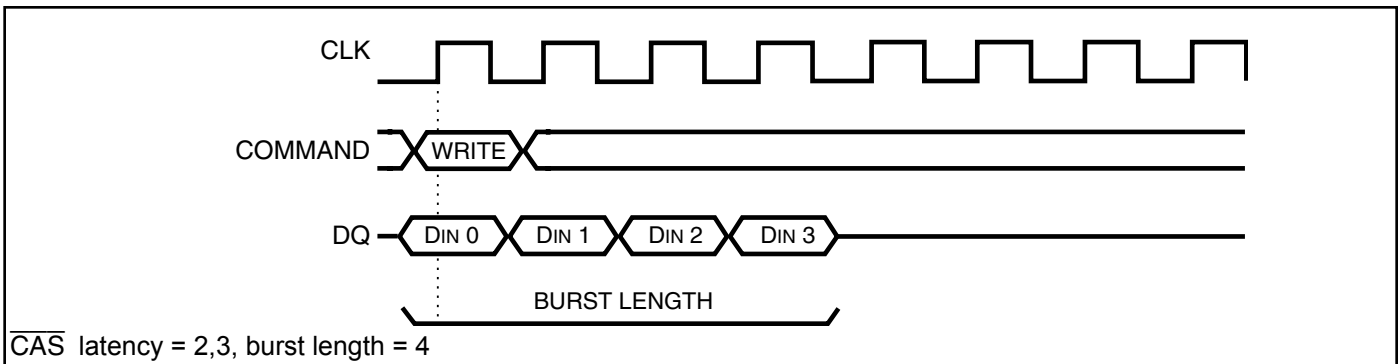 CLK
COMMAND WRITE
DQ DIN 0 DIN 1 DIN 2 DIN 3
BURST LENGTH
CAS latency = 2,3, burst length = 4